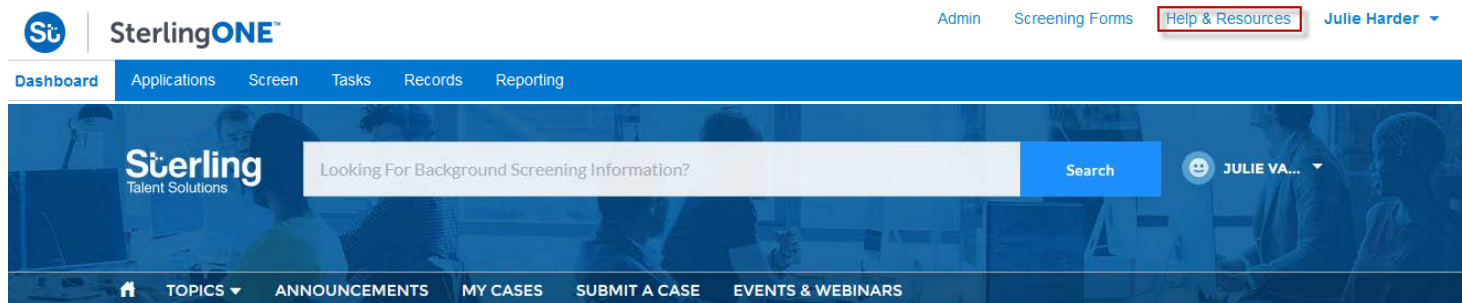 St SterlingONE™ Admin Screening Forms Help & Resources Julie Harder
Dashboard Applications Screen Tasks Records Reporting
Sterling
Talent Solutions
Looking For Background Screening Information? Search JULIE VA...
TOPICS ANNOUNCEMENTS MY CASES SUBMIT A CASE EVENTS & WEBINARS